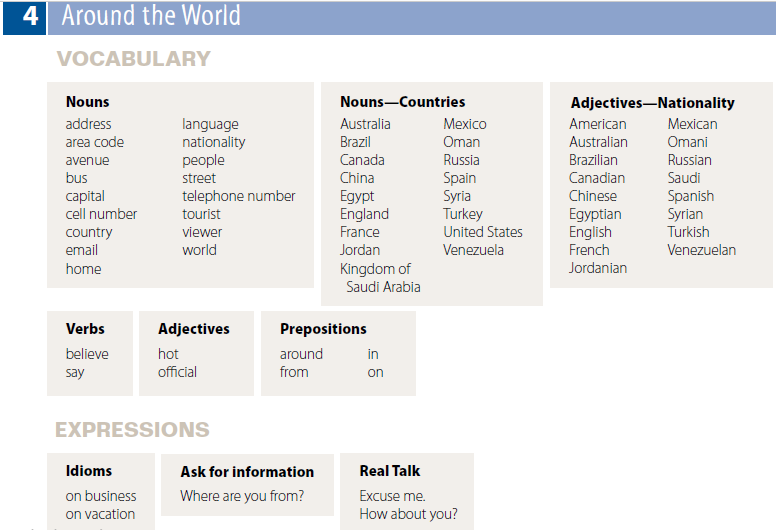 4 Around the World
VOCABULARY
Nouns
address
area code
avenue
bus
capital
cell number
country
email
home
language
nationality
people
street
telephone number
tourist
viewer
world
Nouns—Countries
Australia
Brazil
Canada
China
Egypt
England
France
Jordan
Kingdom of
Saudi Arabia
Mexico
Oman
Russia
Spain
Syria
Turkey
United States
Venezuela
Adjectives—Nationality
American
Australian
Brazilian
Canadian
Chinese
Egyptian
English
French
Jordanian
Mexican
Omani
Russian
Saudi
Spanish
Syrian
Turkish
Venezuelan
Verbs
believe
say
Adjectives
hot
official
Prepositions
around
from
in
on
EXPRESSIONS
Idioms
on business
on vacation
Ask for information
Where are you from?
Real Talk
Excuse me.
How about you?